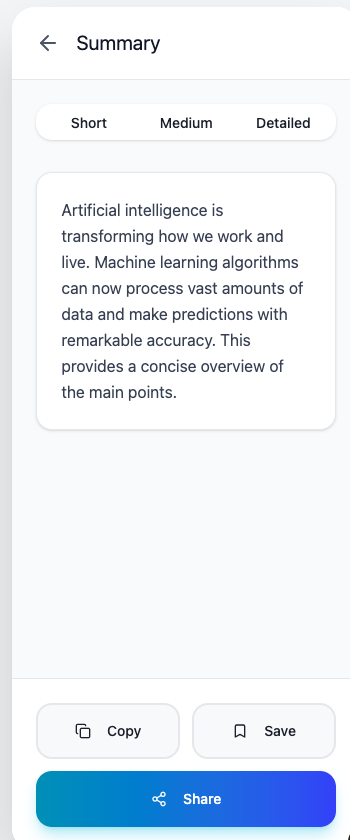 Summary
Short Medium Detailed
Artificial intelligence is
transforming how we work and
live. Machine learning algorithms
can now process vast amounts of
data and make predictions with
remarkable accuracy. This
provides a concise overview of
the main points.
Copy Save
Share